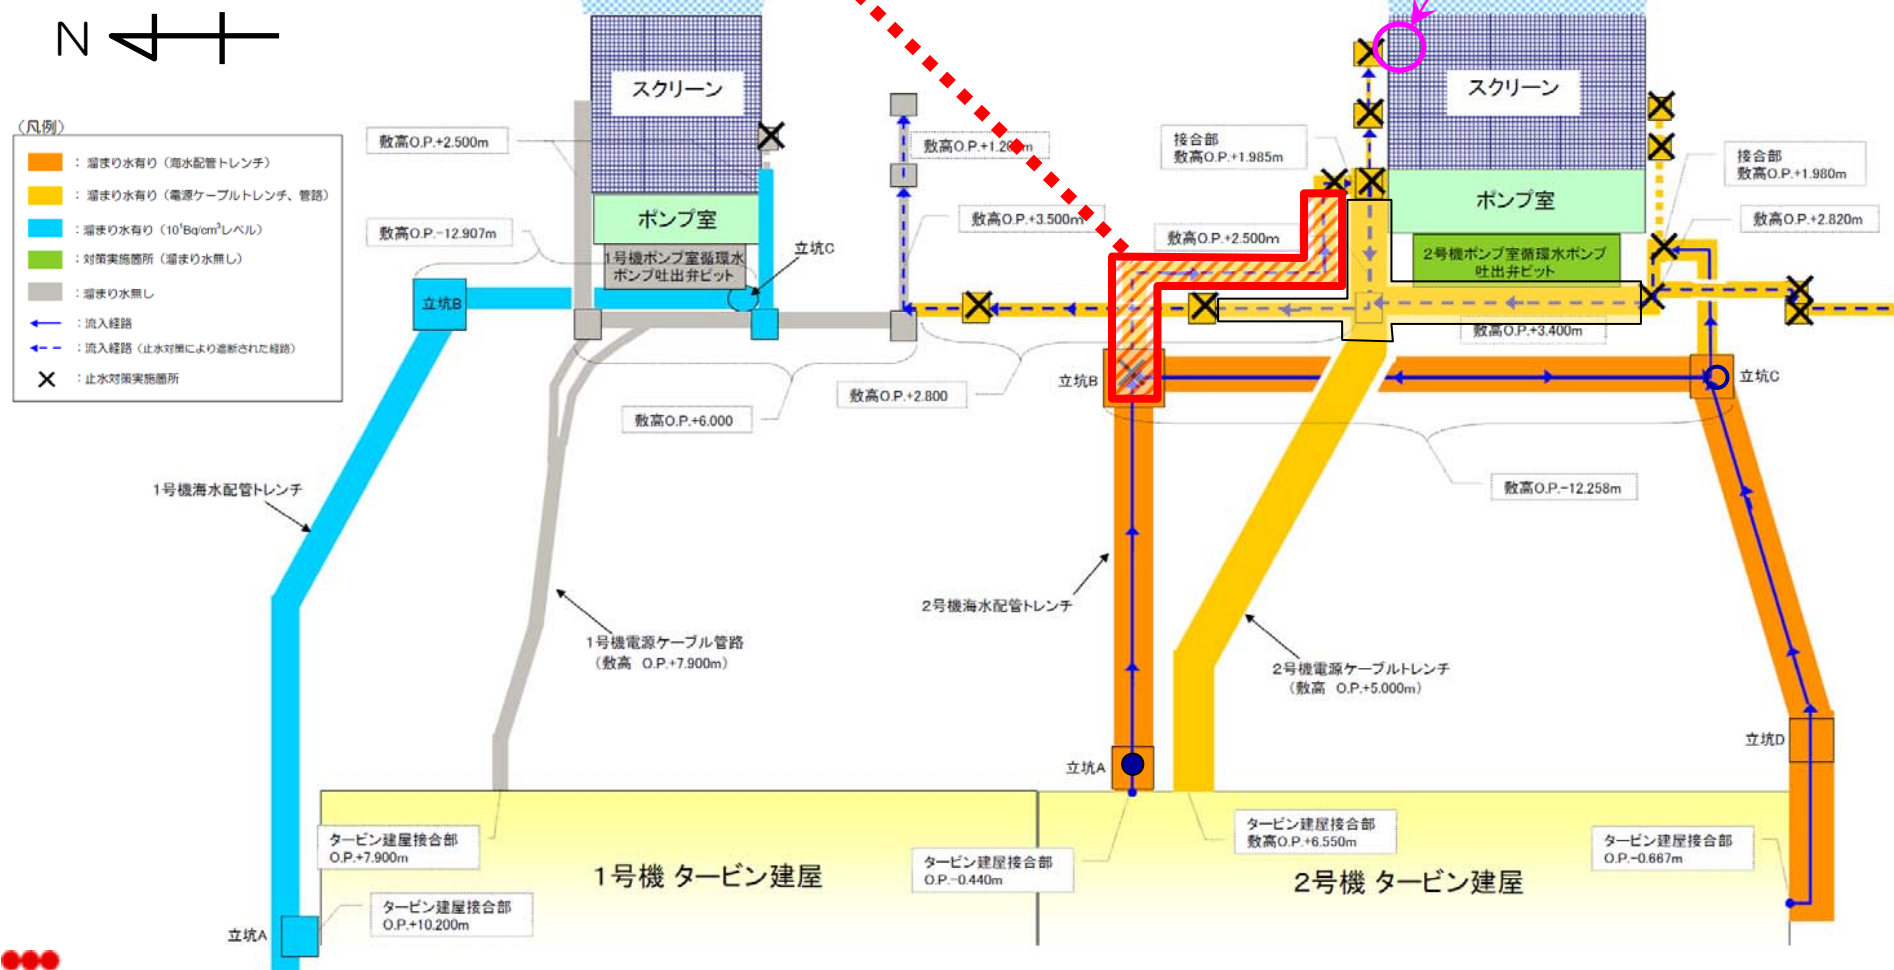 N
スクリーン
スクリーン
(凡例)
：溜まり水有り（海水配管トレンチ）
：溜まり水有り（電源ケーブルトレンチ、管路）
：溜まり水有り（10¹Bq/cm³レベル）
：対策実施箇所（溜まり水無し）
：溜まり水無し
：流入経路
：流入経路（止水対策により遮断された経路）
：止水対策実施箇所
敷高O.P.+2.500m
敷高O.P.+1.20m
接合部
敷高O.P.+1.985m
接合部
敷高O.P.+1.980m
ポンプ室
ポンプ室
敷高O.P.-12.907m
敷高O.P.+3.500m
敷高O.P.+2.500m
敷高O.P.+2.820m
1号機ポンプ室循環水
ポンプ吐出弁ピット
立坑C
2号機ポンプ室循環水ポンプ
吐出弁ピット
立坑B
敷高O.P.+3.400m
立坑B
立坑C
敷高O.P.+2.800
敷高O.P.+6.000
1号機海水配管トレンチ
敷高O.P.-12.258m
2号機海水配管トレンチ
1号機電源ケーブル管路
（敷高 O.P.+7.900m）
2号機電源ケーブルトレンチ
（敷高 O.P.+5.000m）
立坑A
立坑D
タービン建屋接合部
O.P.+7.900m
タービン建屋接合部
O.P.-0.440m
タービン建屋接合部
敷高O.P.+6.550m
タービン建屋接合部
O.P.-0.667m
1号機 タービン建屋
2号機 タービン建屋
タービン建屋接合部
O.P.+10.200m
立坑A